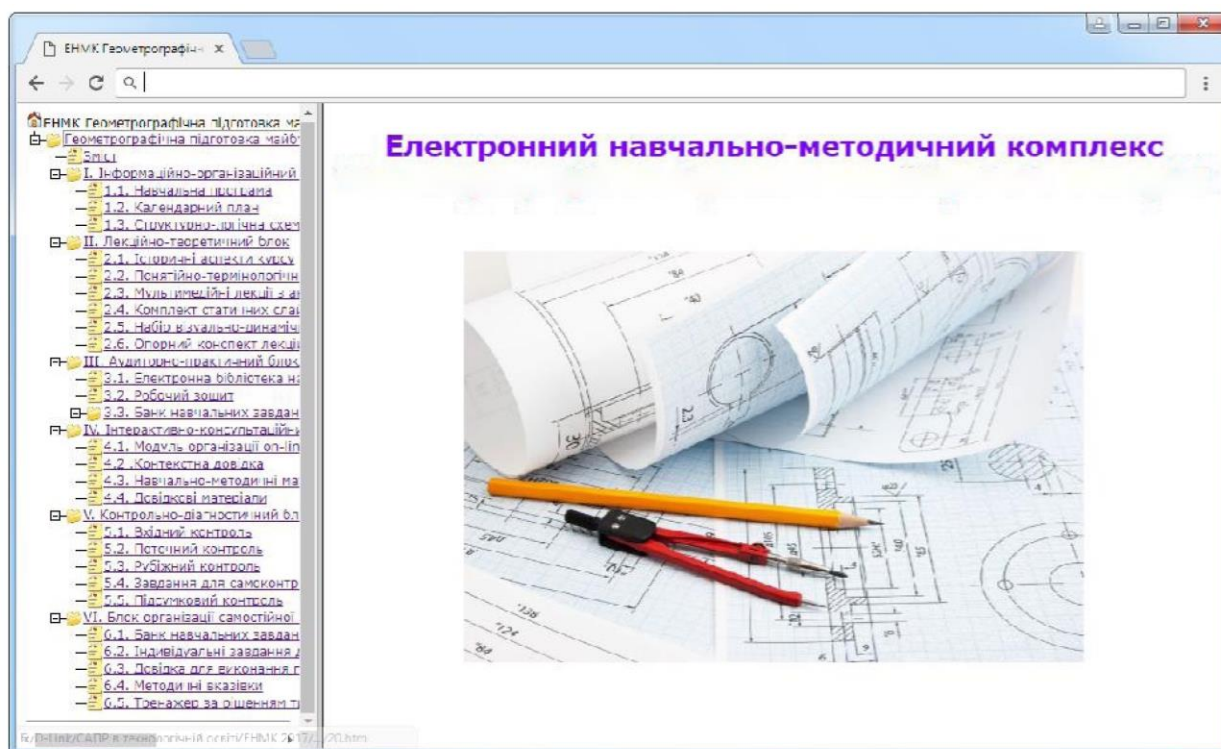 ЕНМК Геометрографічн
ЕНМК Геометрографічна підготовка ма
Геометрографічна підготовка майб
Зміст
I. Інформаційно-організаційний
1.1. Навчальна програма
1.2. Календарний план
1.3. Структурно-логічна схем
II. Лекційно-теоретичний блок
2.1. Історичні аспекти курсу
2.2. Понятійно-термінологічн
2.3. Мультимедійні лекції з ан
2.4. Комплект статичних слай
2.5. Набір візуально-динамічн
2.6. Опорний конспект лекцій
III. Аудиторно-практичний блок
3.1. Електронна бібліотека на
3.2. Робочий зошит
3.3. Банк навчальних завдан
IV. Інтерактивно-консультаційни
4.1. Модуль організації on-lin
4.2 .Контекстна довідка
4.3. Навчально-методичні ма
4.4. Довідкові матеріали
V. Контрольно-діагностичний бл
5.1. Вхідний контроль
5.2. Поточний контроль
5.3. Рубіжний контроль
5.4. Завдання для самоконтр
5.5. Підсумковий контроль
VI. Блок організації самостійної
6.1. Банк навчальних завдан
6.2. Індивідуальні завдання д
6.3. Довідка для виконання г
6.4. Методичні вказівки
6.5. Тренажер за рішенням т
Електронний навчально-методичний комплекс